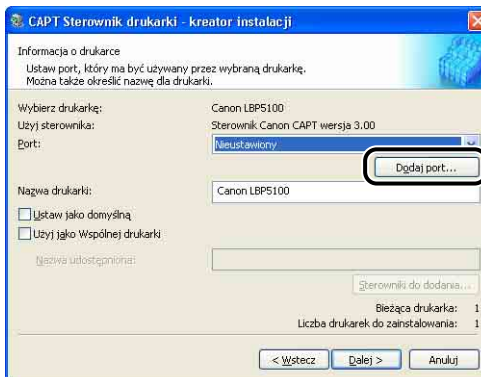 CAPT Sterownik drukarki - kreator instalacji
Informacja o drukarce
Ustaw port, który ma być używany przez wybraną drukarkę.
Można także określić nazwę dla drukarki.
Wybierz drukarkę: Canon LBP5100
Użyj sterownika: Sterownik Canon CAPT wersja 3.00
Port: Nieustawiony
Dodaj port...
Nazwa drukarki: Canon LBP5100
Ustaw jako domyślną
Użyj jako Wspólnej drukarki
Nazwa udostępniona:
Sterowniki do dodania...
Bieżąca drukarka: 1
Liczba drukarek do zainstalowania: 1
< Wstecz Dalej > Anuluj